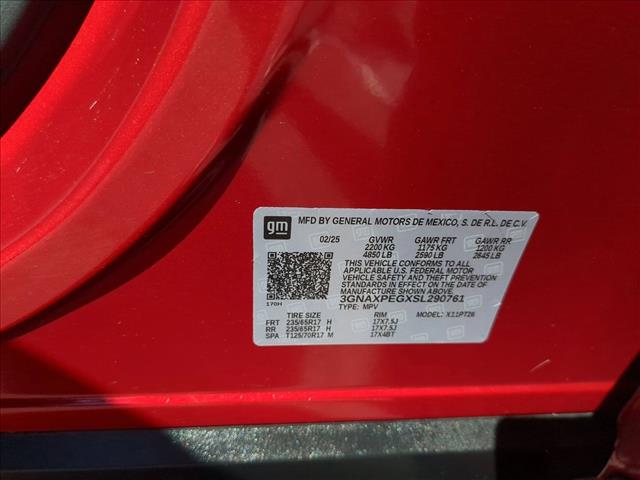 gm MFD BY GENERAL MOTORS DE MEXICO, S. DE R.L. DE C.V.
02/25 GVWR GAWR FRT GAWR RR
2200 KG 1175 KG 1200 KG
4850 LB 2590 LB 2645 LB
THIS VEHICLE CONFORMS TO ALL
APPLICABLE U.S. FEDERAL MOTOR
VEHICLE SAFETY AND THEFT PREVENTION
STANDARDS IN EFFECT ON THE DATE OF
MANUFACTURE SHOWN ABOVE.
170H 3GNAXPEGXSL290761
TYPE: MPV
TIRE SIZE RIM MODEL: X11PT26
FRT 235/65R17 H 17X7.5J
RR 235/65R17 H 17X7.5J
SPA T125/70R17 M 17X4BT